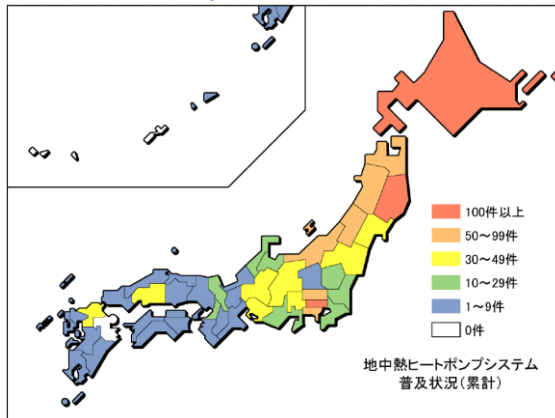 100件以上
50～99件
30～49件
10～29件
1～9件
0件
地中熱ヒートポンプシステム
普及状況(累計)